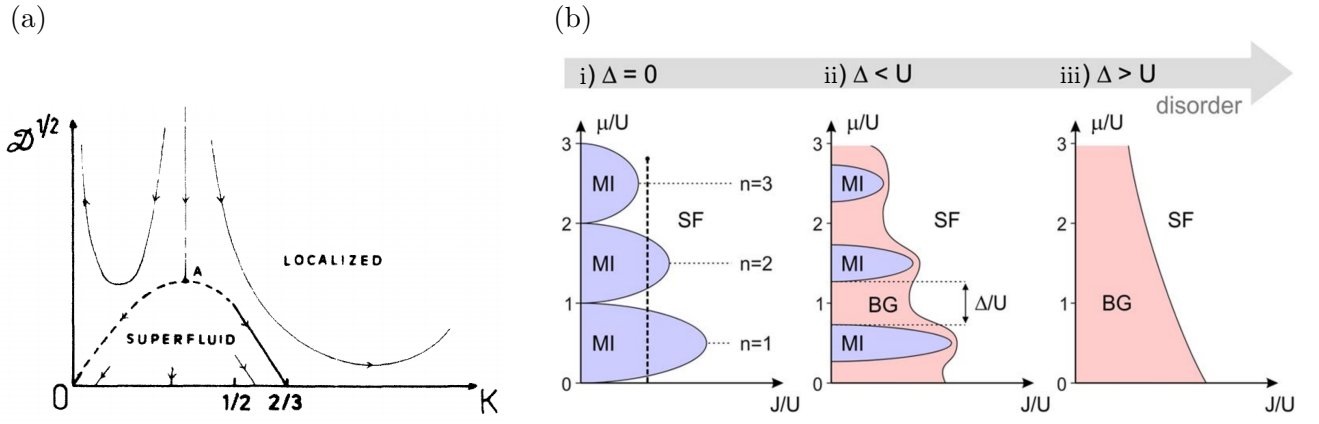 (a)
𝒟^1/2
A
LOCALIZED
SUPERFLUID
O
1/2
2/3
K
(b)
i) Δ = 0
ii) Δ < U
iii) Δ > U
disorder
μ/U
3
MI
n=3
SF
2
MI
n=2
1
MI
n=1
0
J/U
μ/U
3
MI
SF
2
MI
1
BG
Δ/U
MI
0
J/U
μ/U
3
SF
2
1
BG
0
J/U